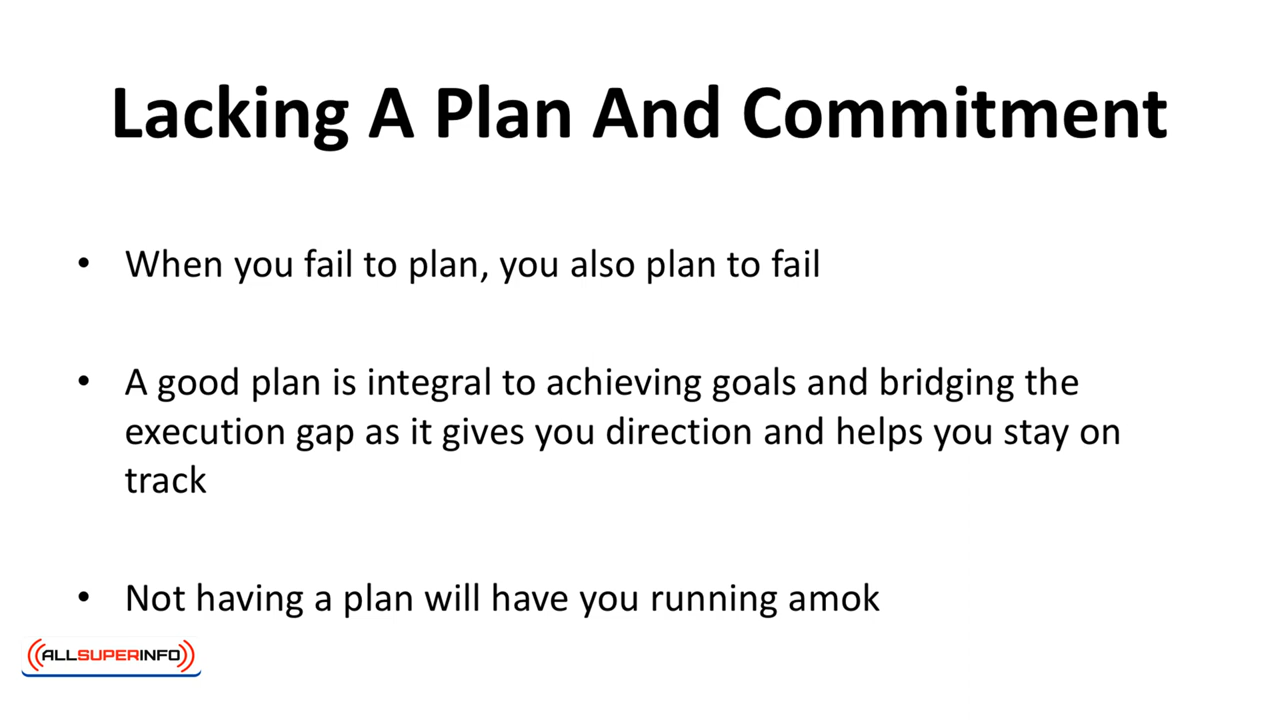 Lacking A Plan And Commitment
• When you fail to plan, you also plan to fail
• A good plan is integral to achieving goals and bridging the
execution gap as it gives you direction and helps you stay on
track
• Not having a plan will have you running amok
((ALLSUPERINFO))